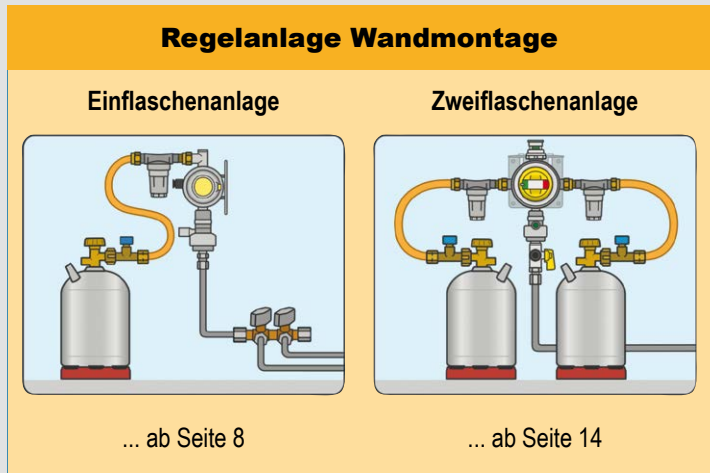 Regelanlage Wandmontage
Einflaschenanlage
Zweiflaschenanlage
... ab Seite 8
... ab Seite 14